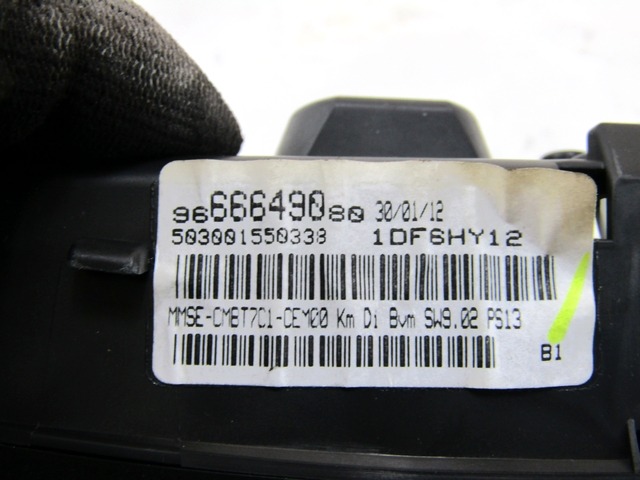 9666649080 30/01/12
503001550338 1DF6HY12
MMSE-CMBT7C1-CEM00 Km Di Bvm SW9.02 PS13
B1